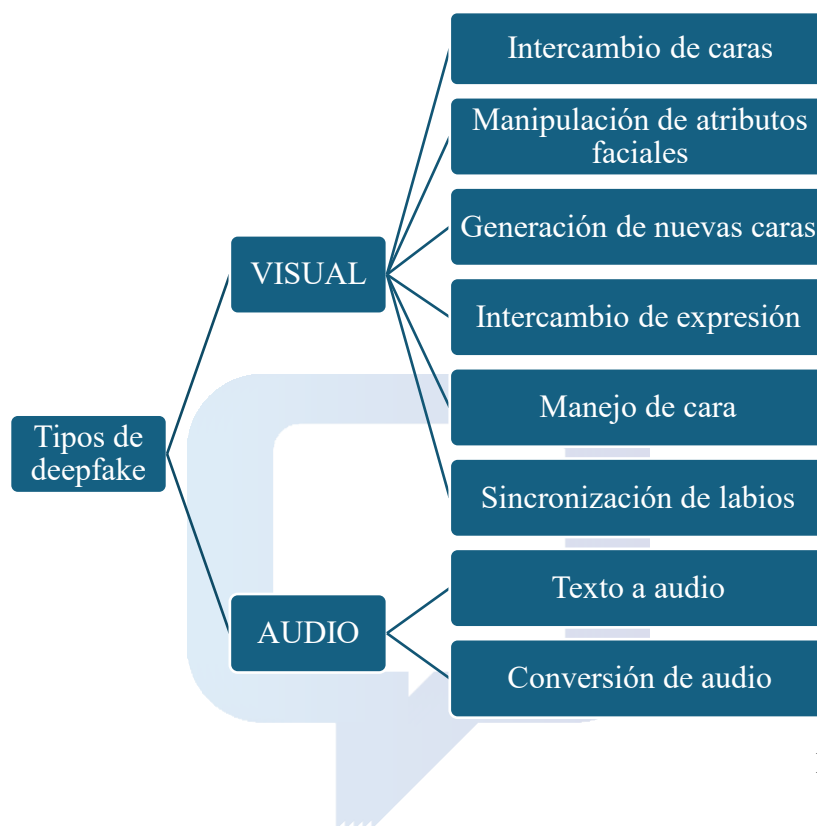 Intercambio de caras
Manipulación de atributos
faciales
Generación de nuevas caras
VISUAL
Intercambio de expresión
Manejo de cara
Tipos de
deepfake
Sincronización de labios
Texto a audio
AUDIO
Conversión de audio